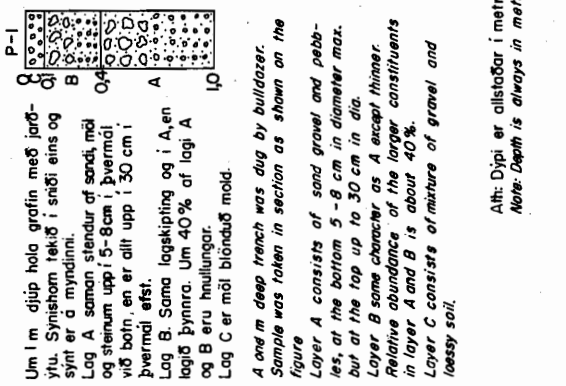 P-1
0
C
0,1
B
0,4
A
1,0
Um 1 m djúp hola grafin með jarð-
ýtu. Sýnishorn tekið í sniði eins og
sýnt er á myndinni.
Lag A saman stendur af sandi, möl
og steinum upp í 5-8cm í þvermál
við botn, en er allt upp í 30 cm í
þvermál efst.
Lag B. Sama lagskipting og í A, en
lagið þynnra. Um 40% af lagi A
og B eru hnullungar.
Lag C er möl blönduð mold.
A ond m deep trench was dug by bulldozer.
Sample was taken in section as shown on the
figure
Layer A consists of sand gravel and pebb-
les, at the bottom 5 -8 cm in diameter max.
but at the top up to 30 cm in dia.
Layer B same character as A except thinner.
Relative abundance of the larger constituents
in layer A and B is about 40%.
Layer C consists of mixture of gravel and
loessy soil.
Ath: Dýpi er allstaðar í metr
Note: Depth is always in met